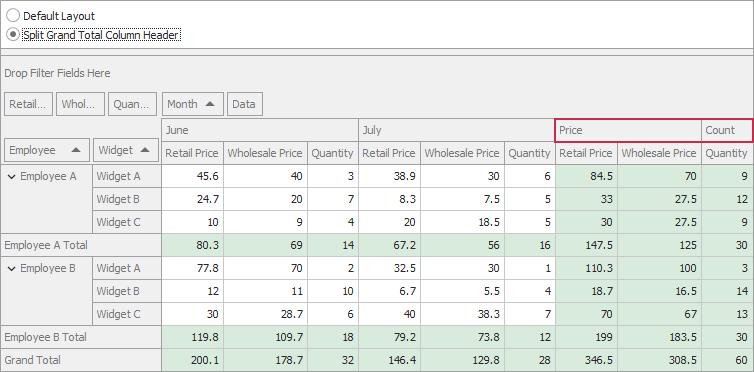 Default Layout
Split Grand Total Column Header
Drop Filter Fields Here
Retail... Whol... Quan... Month Data
June July Price Count
Employee Widget Retail Price Wholesale Price Quantity Retail Price Wholesale Price Quantity Retail Price Wholesale Price Quantity
Employee A Widget A 45.6 40 3 38.9 30 6 84.5 70 9
Widget B 24.7 20 7 8.3 7.5 5 33 27.5 12
Widget C 10 9 4 20 18.5 5 30 27.5 9
Employee A Total 80.3 69 14 67.2 56 16 147.5 125 30
Employee B Widget A 77.8 70 2 32.5 30 1 110.3 100 3
Widget B 12 11 10 6.7 5.5 4 18.7 16.5 14
Widget C 30 28.7 6 40 38.3 7 70 67 13
Employee B Total 119.8 109.7 18 79.2 73.8 12 199 183.5 30
Grand Total 200.1 178.7 32 146.4 129.8 28 346.5 308.5 60